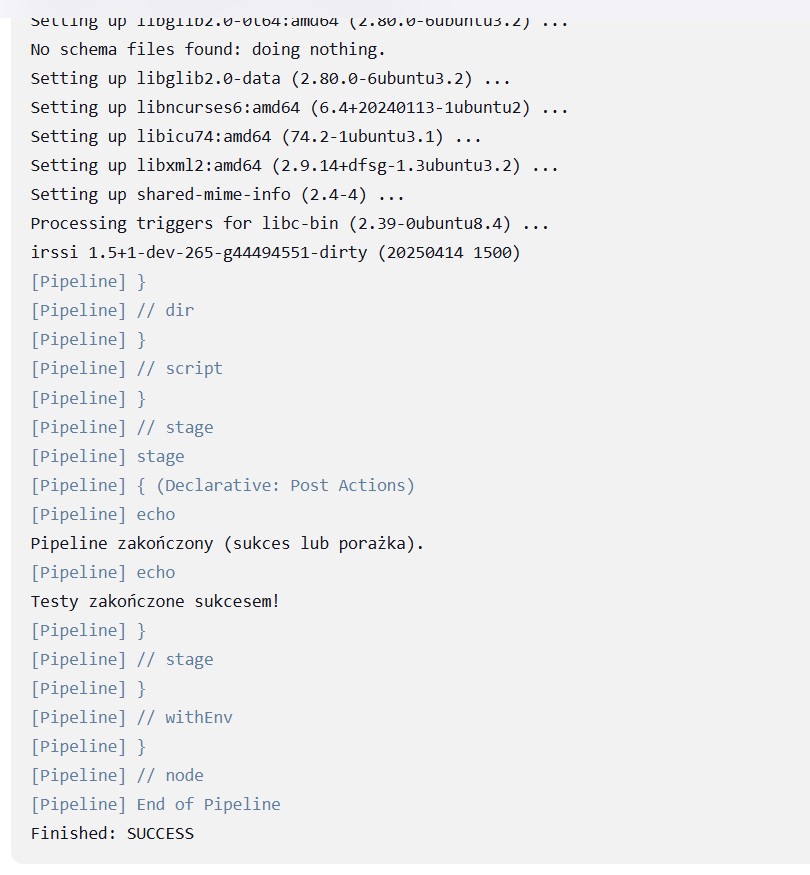 Setting up libglib2.0-0t64:amd64 (2.80.0-6ubuntu3.2) ...
No schema files found: doing nothing.
Setting up libglib2.0-data (2.80.0-6ubuntu3.2) ...
Setting up libncurses6:amd64 (6.4+20240113-1ubuntu2) ...
Setting up libicu74:amd64 (74.2-1ubuntu3.1) ...
Setting up libxml2:amd64 (2.9.14+dfsg-1.3ubuntu3.2) ...
Setting up shared-mime-info (2.4-4) ...
Processing triggers for libc-bin (2.39-0ubuntu8.4) ...
irssi 1.5+1-dev-265-g44494551-dirty (20250414 1500)
[Pipeline] }
[Pipeline] // dir
[Pipeline] }
[Pipeline] // script
[Pipeline] }
[Pipeline] // stage
[Pipeline] stage
[Pipeline] { (Declarative: Post Actions)
[Pipeline] echo
Pipeline zakończony (sukces lub porażka).
[Pipeline] echo
Testy zakończone sukcesem!
[Pipeline] }
[Pipeline] // stage
[Pipeline] }
[Pipeline] // withEnv
[Pipeline] }
[Pipeline] // node
[Pipeline] End of Pipeline
Finished: SUCCESS